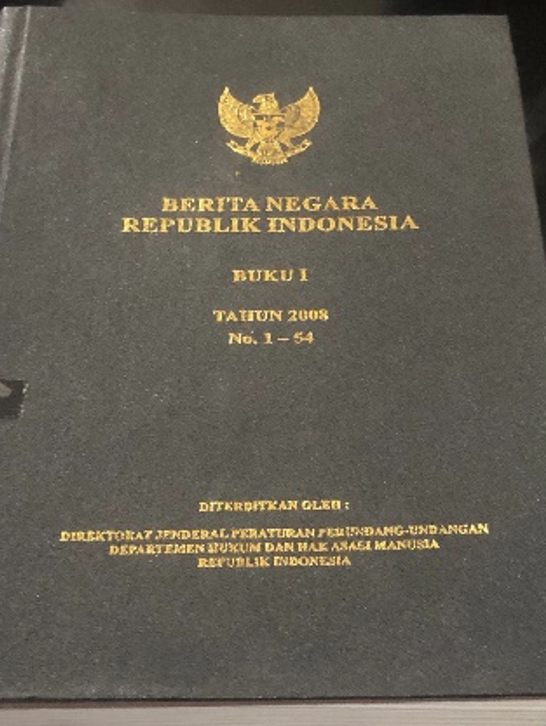 BERITA NEGARA
REPUBLIK INDONESIA
BUKU I
TAHUN 2008
No. 1 – 54
DITERBITKAN OLEH :
DIREKTORAT JENDERAL PERATURAN PERUNDANG-UNDANGAN
DEPARTEMEN HUKUM DAN HAK ASASI MANUSIA
REPUBLIK INDONESIA